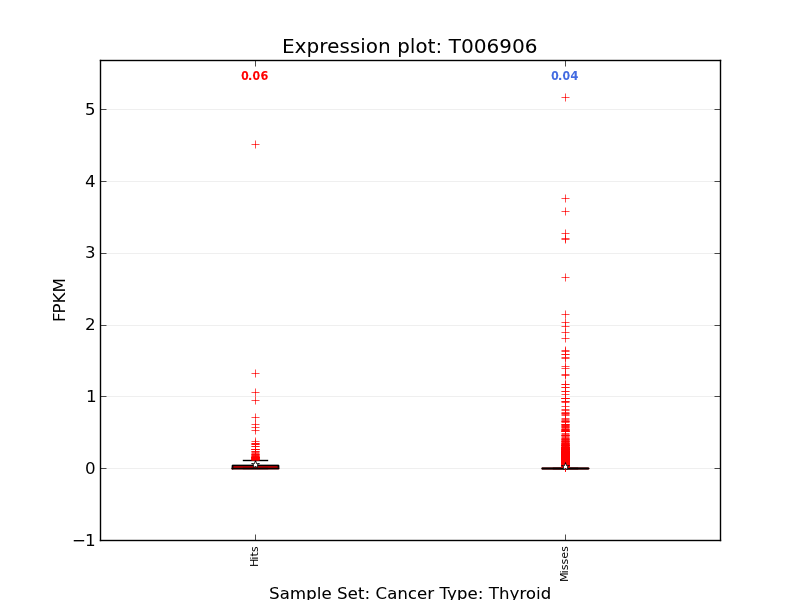 Expression plot: T006906
0.06
0.04
5
4
3
2
1
0
−1
FPKM
Hits
Misses
Sample Set: Cancer Type: Thyroid